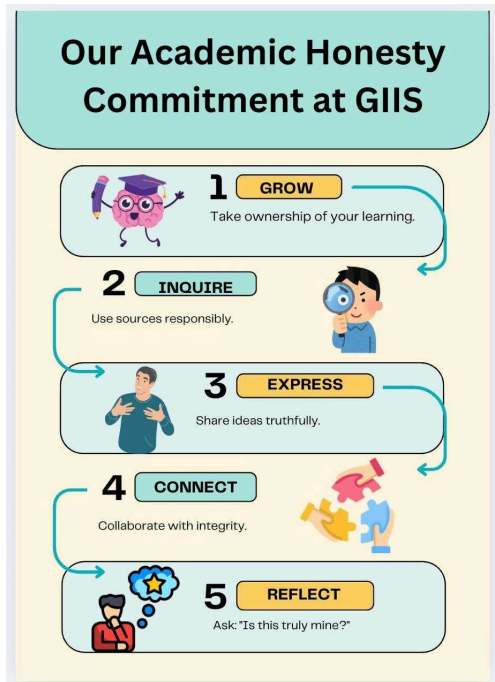 Our Academic Honesty
Commitment at GIIS
1 GROW
Take ownership of your learning.
2 INQUIRE
Use sources responsibly.
3 EXPRESS
Share ideas truthfully.
4 CONNECT
Collaborate with integrity.
5 REFLECT
Ask: "Is this truly mine?"